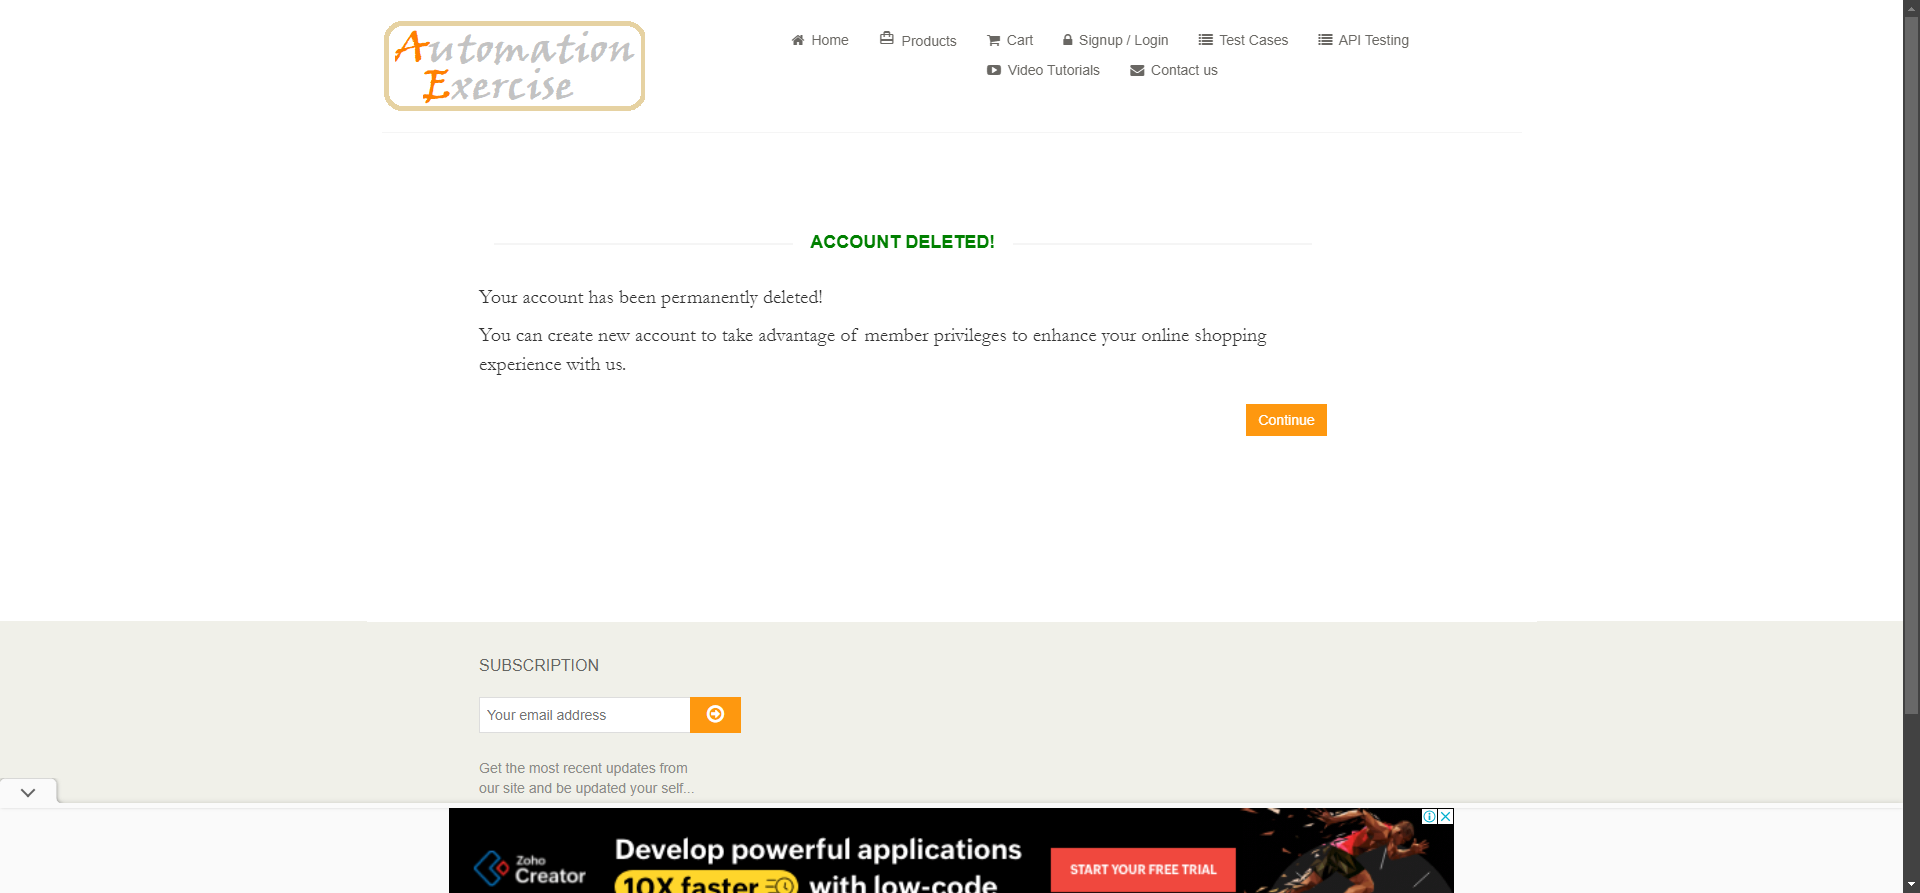 Automation
Exercise
Home
Products
Cart
Signup / Login
Test Cases
API Testing
Video Tutorials
Contact us
ACCOUNT DELETED!
Your account has been permanently deleted!
You can create new account to take advantage of member privileges to enhance your online shopping
experience with us.
Continue
SUBSCRIPTION
Your email address
Get the most recent updates from
our site and be updated your self...
Zoho
Creator
Develop powerful applications
10X faster with low-code
START YOUR FREE TRIAL